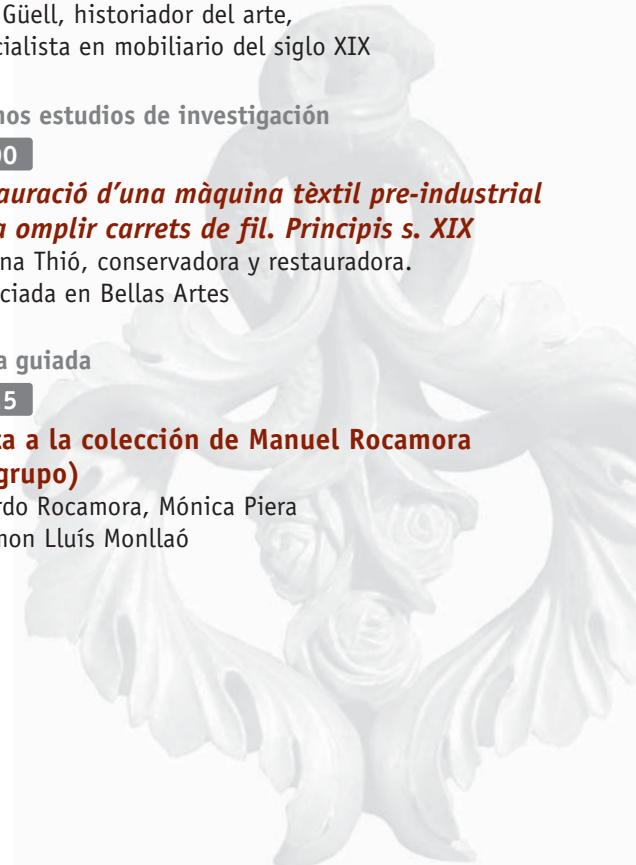 Güell, historiador del arte,
cialista en mobiliario del siglo XIX
nos estudios de investigación
00
auració d'una màquina tèxtil pre-industrial
a omplir carrets de fil. Principis s. XIX
na Thió, conservadora y restauradora.
ciada en Bellas Artes
a guiada
15
ta a la colección de Manuel Rocamora
grupo)
rdo Rocamora, Mónica Piera
mon Lluís Monllaó